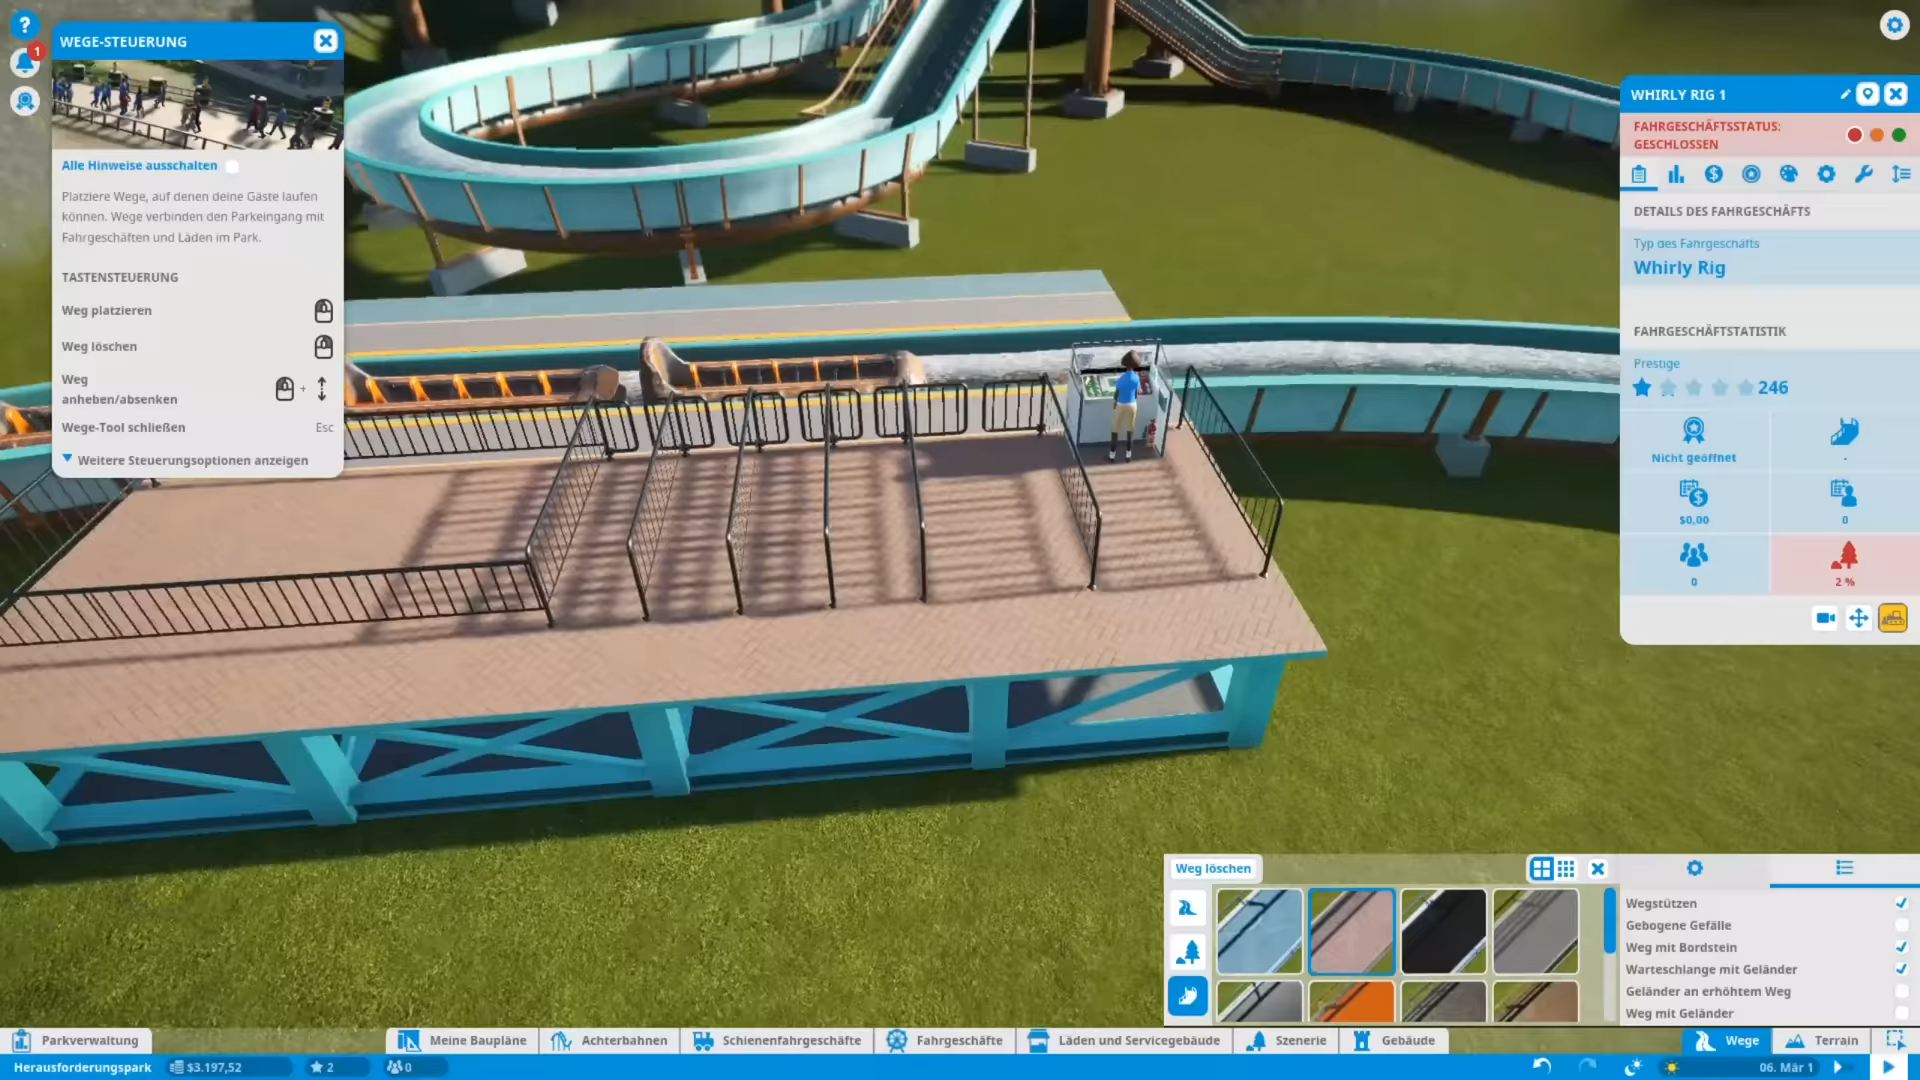 ?
1
WEGE-STEUERUNG
Alle Hinweise ausschalten
Platziere Wege, auf denen deine Gäste laufen
können. Wege verbinden den Parkeingang mit
Fahrgeschäften und Läden im Park.
TASTENSTEUERUNG
Weg platzieren
Weg löschen
Weg
anheben/absenken
+
Wege-Tool schließen
Esc
Weitere Steuerungsoptionen anzeigen
WHIRLY RIG 1
FAHRGESCHÄFTSSTATUS:
GESCHLOSSEN
DETAILS DES FAHRGESCHÄFTS
Typ des Fahrgeschäfts
Whirly Rig
FAHRGESCHÄFTSTATISTIK
Prestige
246
Nicht geöffnet
-
$0,00
0
0
2 %
Weg löschen
Wegstützen
Gebogene Gefälle
Weg mit Bordstein
Warteschlange mit Geländer
Geländer an erhöhtem Weg
Weg mit Geländer
Parkverwaltung
Meine Baupläne
Achterbahnen
Schienenfahrgeschäfte
Fahrgeschäfte
Läden und Servicegebäude
Szenerie
Gebäude
Wege
Terrain
Herausforderungspark
$3.197,52
2
0
06. Mär 1